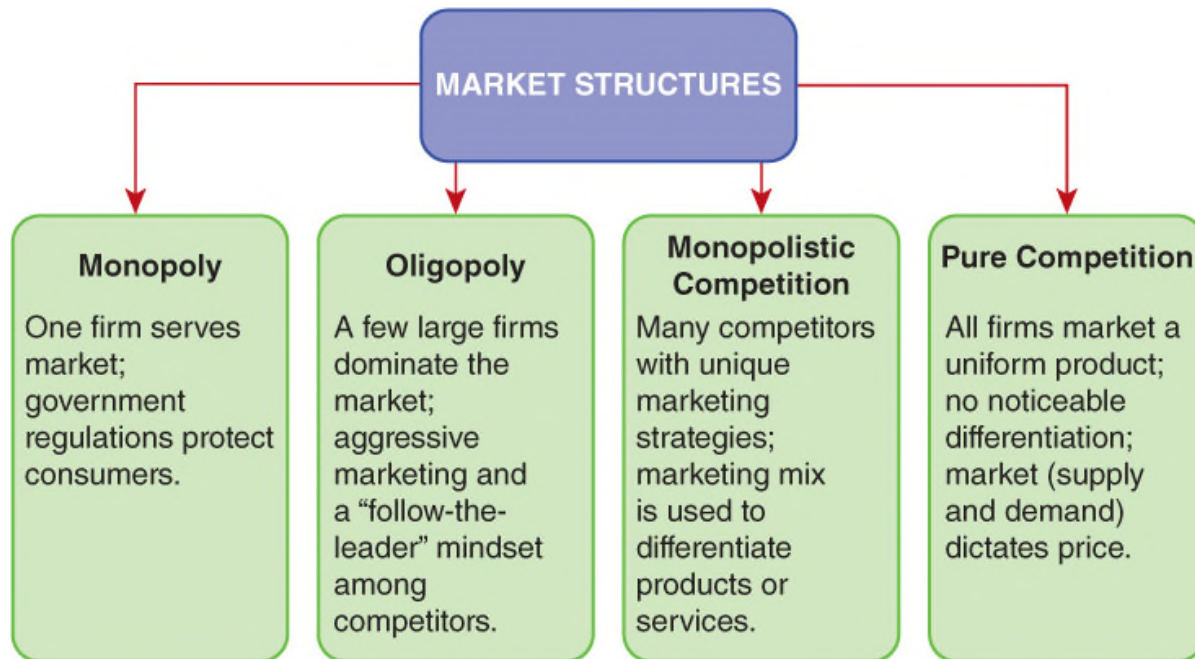 MARKET STRUCTURES
Monopoly
One firm serves
market;
government
regulations protect
consumers.
Oligopoly
A few large firms
dominate the
market;
aggressive
marketing and
a “follow-the-
leader” mindset
among
competitors.
Monopolistic
Competition
Many competitors
with unique
marketing
strategies;
marketing mix
is used to
differentiate
products or
services.
Pure Competition
All firms market a
uniform product;
no noticeable
differentiation;
market (supply
and demand)
dictates price.